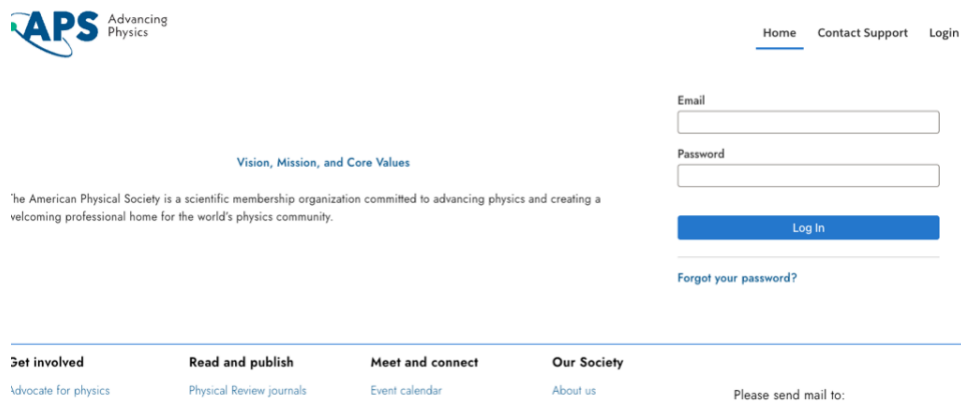 APS Advancing
Physics
Home Contact Support Login
Email
Password
Vision, Mission, and Core Values
he American Physical Society is a scientific membership organization committed to advancing physics and creating a
velcoming professional home for the world's physics community.
Log In
Forgot your password?
Get involved Read and publish Meet and connect Our Society
Advocate for physics Physical Review journals Event calendar About us
Please send mail to: